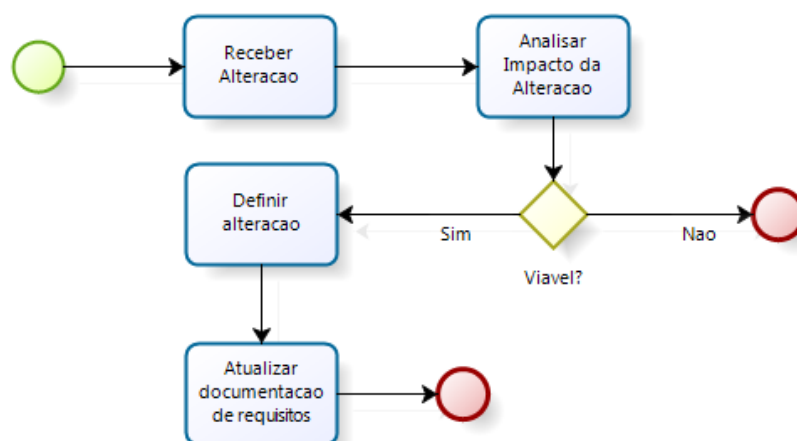 Receber
Alteracao
Analisar
Impacto da
Alteracao
Definir
alteracao
Sim
Nao
Viavel?
Atualizar
documentacao
de requisitos